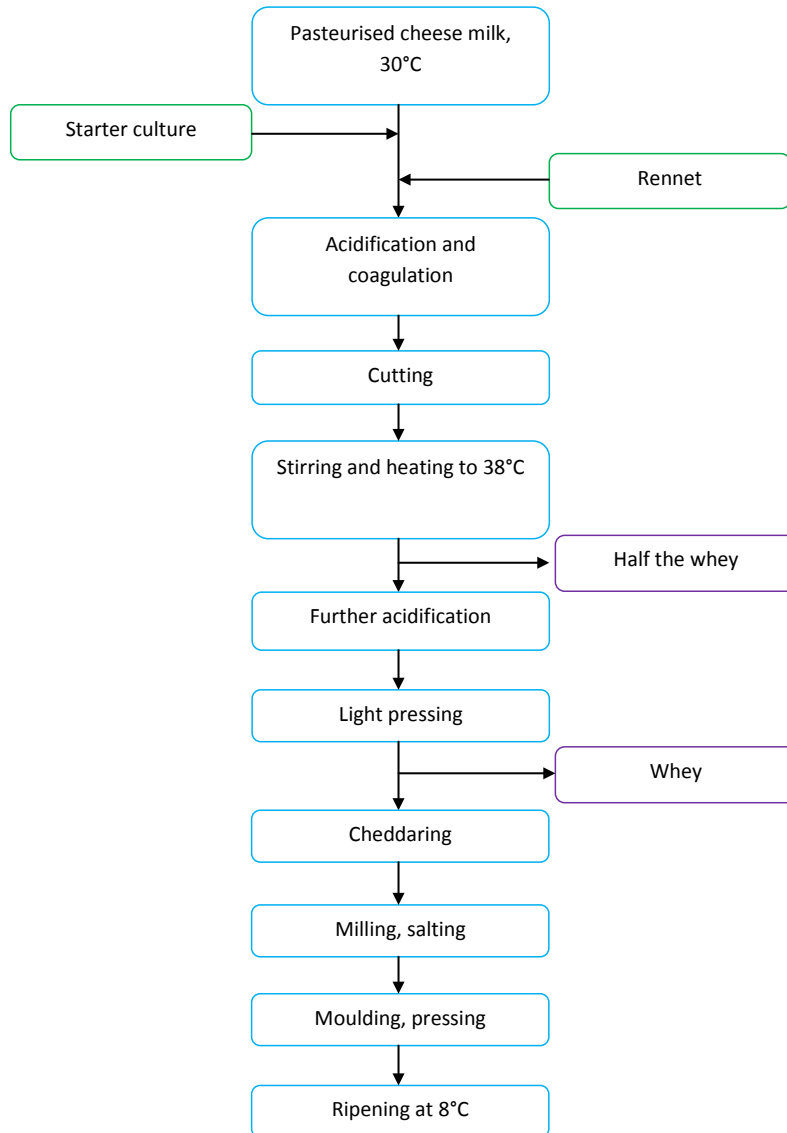 Pasteurised cheese milk,
30°C
Starter culture
Rennet
Acidification and
coagulation
Cutting
Stirring and heating to 38°C
Half the whey
Further acidification
Light pressing
Whey
Cheddaring
Milling, salting
Moulding, pressing
Ripening at 8°C